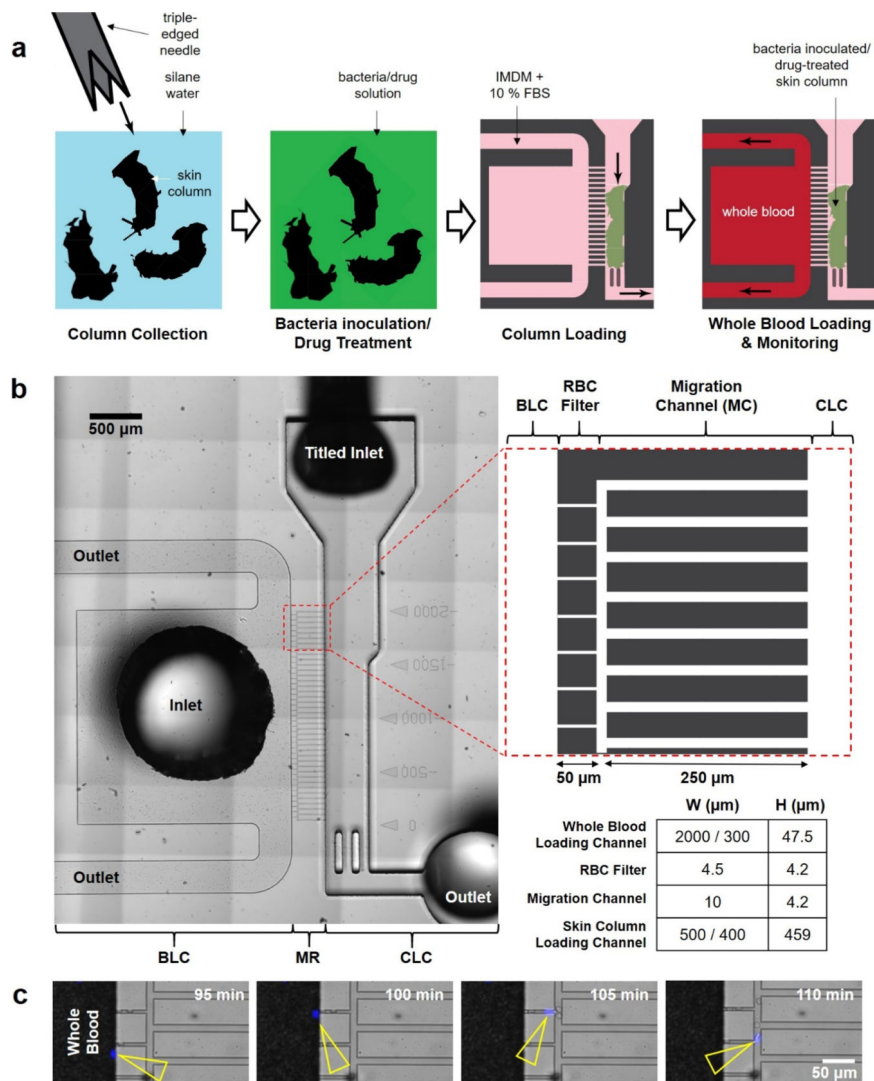 a
triple-
edged
needle
silane
water
skin
column
Column Collection
bacteria/drug
solution
Bacteria inoculation/
Drug Treatment
IMDM +
10 % FBS
Column Loading
bacteria inoculated/
drug-treated
skin column
whole blood
Whole Blood Loading
& Monitoring
b
500 µm
Titled Inlet
Outlet
Inlet
Outlet
Outlet
-2000
-1500
-1000
-500
0
BLC
MR
CLC
BLC
RBC
Filter
Migration
Channel (MC)
CLC
50 µm
250 µm
W (µm) H (µm)
Whole Blood
Loading Channel 2000 / 300 47.5
RBC Filter 4.5 4.2
Migration Channel 10 4.2
Skin Column
Loading Channel 500 / 400 459
c
Whole
Blood
95 min
100 min
105 min
110 min
50 µm